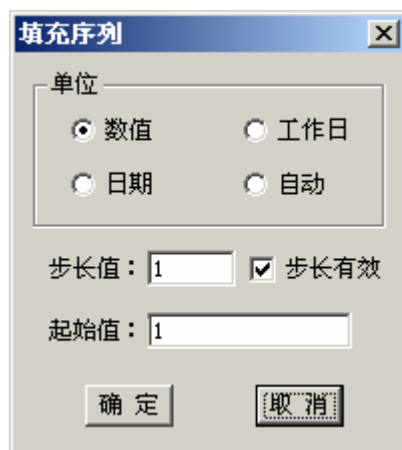 填充序列
单位
数值 工作日
日期 自动
步长值：1 步长有效
起始值：1
确 定 取 消